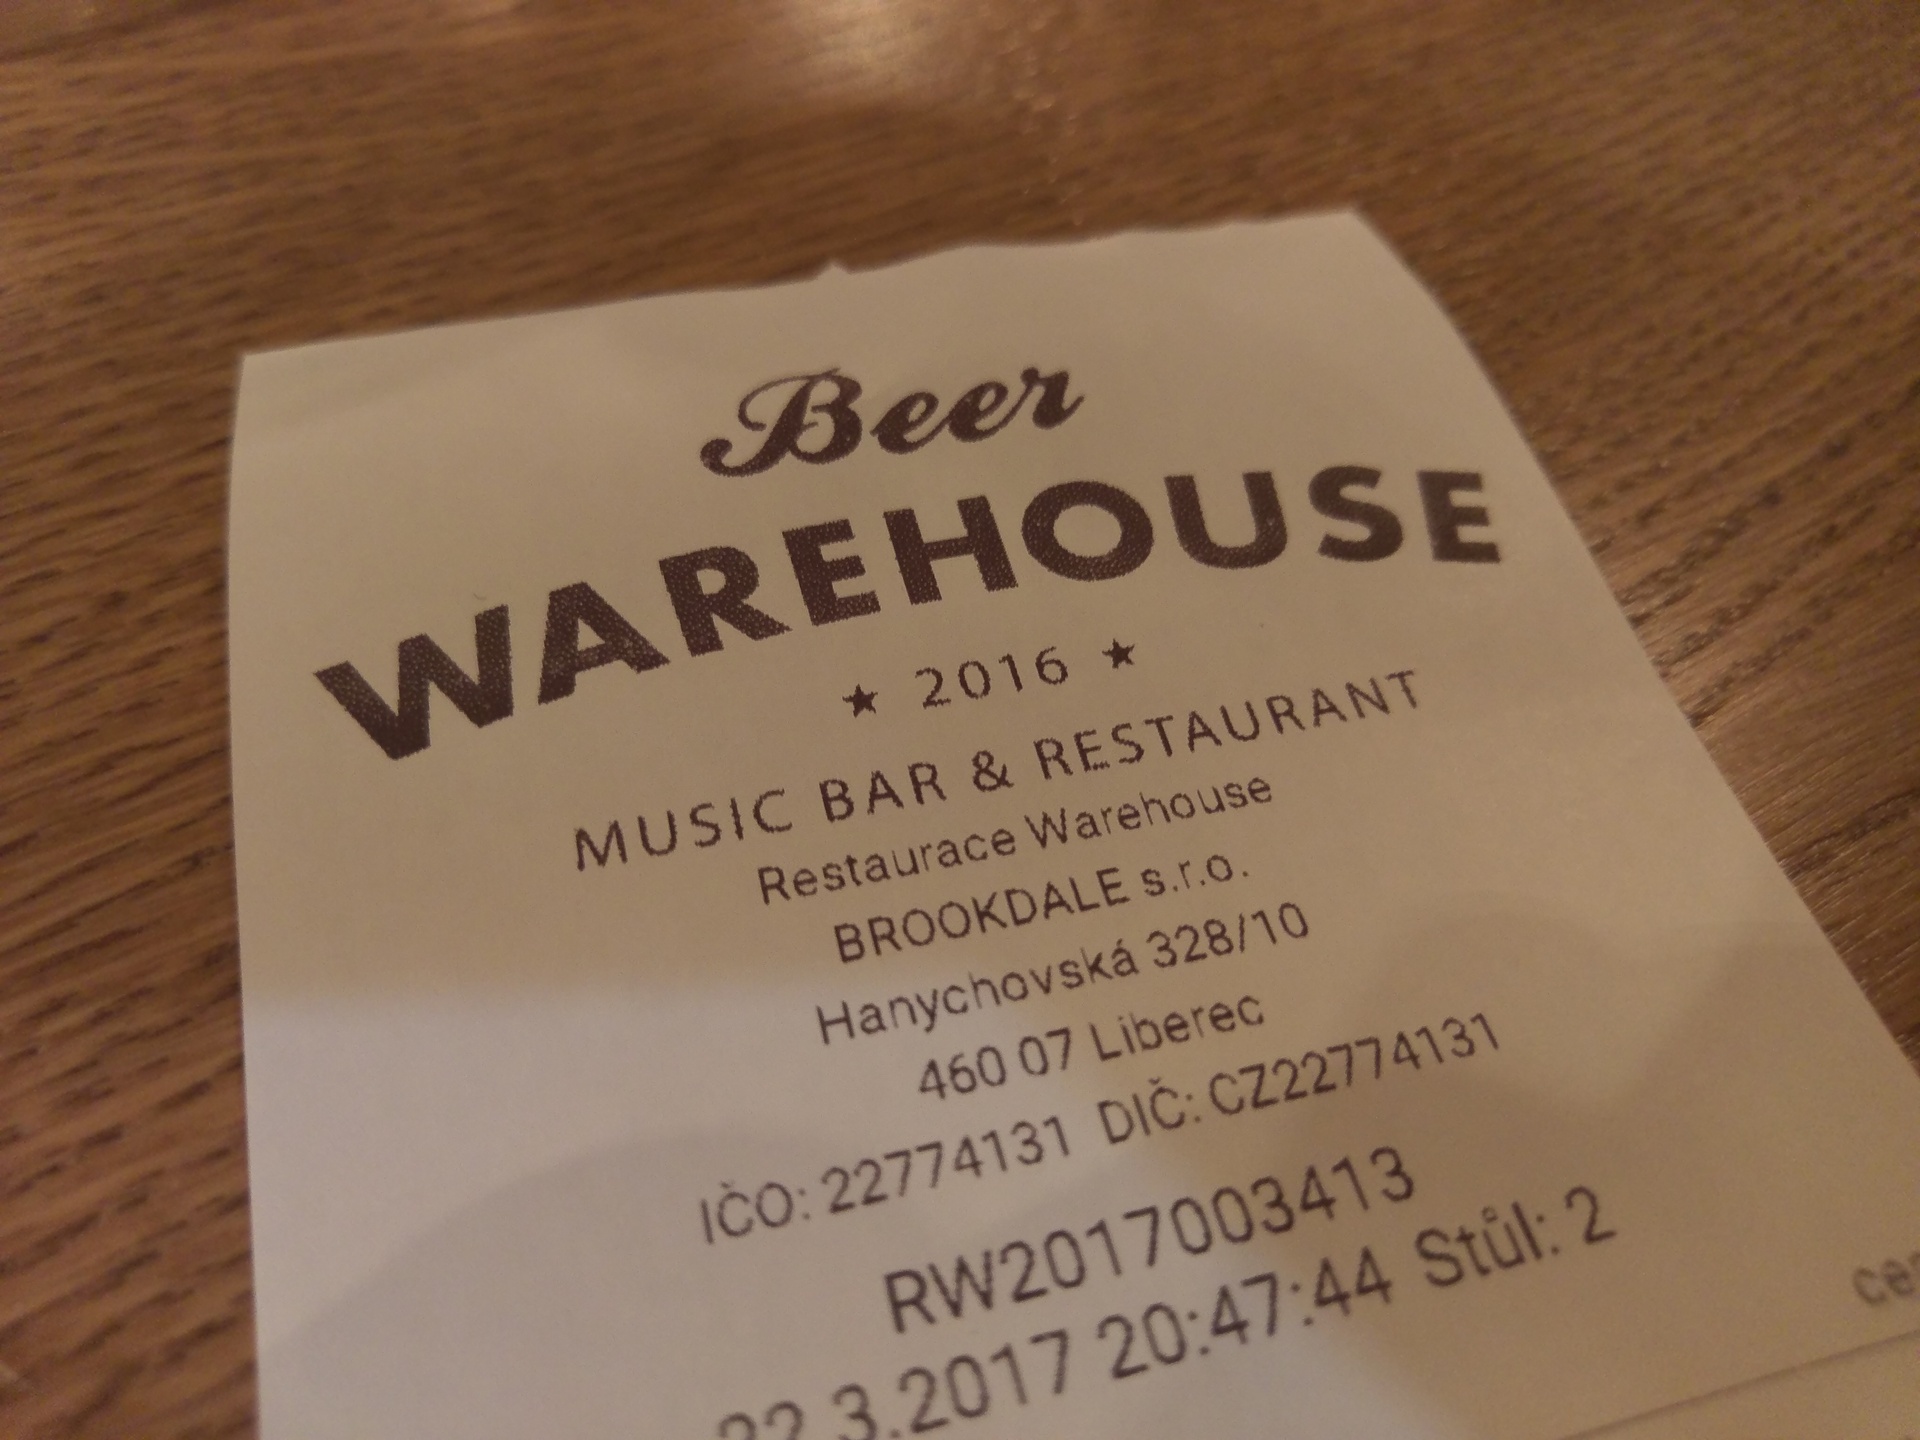 Beer
WAREHOUSE
★ 2016 ★
MUSIC BAR & RESTAURANT
Restaurace Warehouse
BROOKDALE s.r.o.
Hanychovská 328/10
460 07 Liberec
IČO: 22774131 DIČ: CZ22774131
RW2017003413
22.3.2017 20:47:44 Stůl: 2